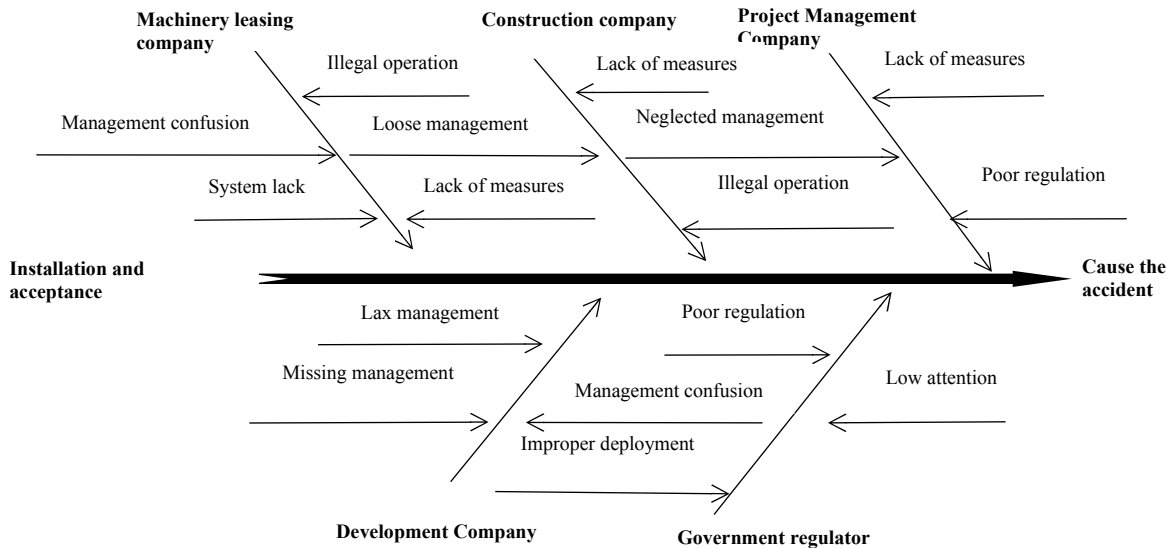 Machinery leasing
company
Construction company
Project Management
Company
Illegal operation
Lack of measures
Lack of measures
Management confusion
Loose management
Neglected management
System lack
Lack of measures
Illegal operation
Poor regulation
Installation and
acceptance
Cause the
accident
Lax management
Poor regulation
Missing management
Management confusion
Low attention
Improper deployment
Development Company
Government regulator